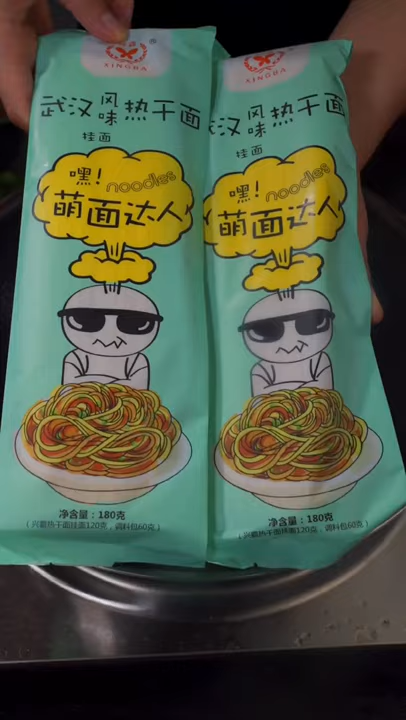 XINGBA
武汉风味热干面
挂面
嘿! noodles
萌面达人
净含量：180克
XINGBA
汉风味热干面
挂面
嘿! noodles
萌面达人
净含量：180克